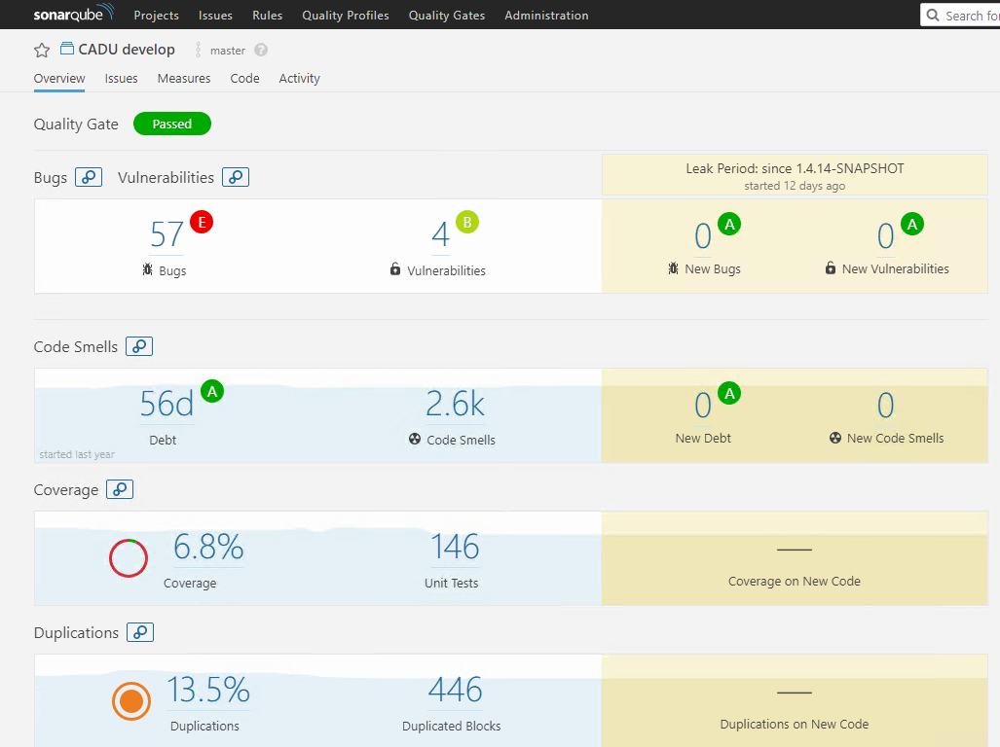 sonarqube Projects Issues Rules Quality Profiles Quality Gates Administration Search for
CADU develop master ?
Overview Issues Measures Code Activity
Quality Gate Passed
Bugs Vulnerabilities
Leak Period: since 1.4.14-SNAPSHOT
started 12 days ago
57 E 4 B 0 A 0 A
Bugs Vulnerabilities New Bugs New Vulnerabilities
Code Smells
56d A 2.6k 0 A 0
Debt Code Smells New Debt New Code Smells
started last year
Coverage
6.8% 146 —
Coverage Unit Tests Coverage on New Code
Duplications
13.5% 446 —
Duplications Duplicated Blocks Duplications on New Code